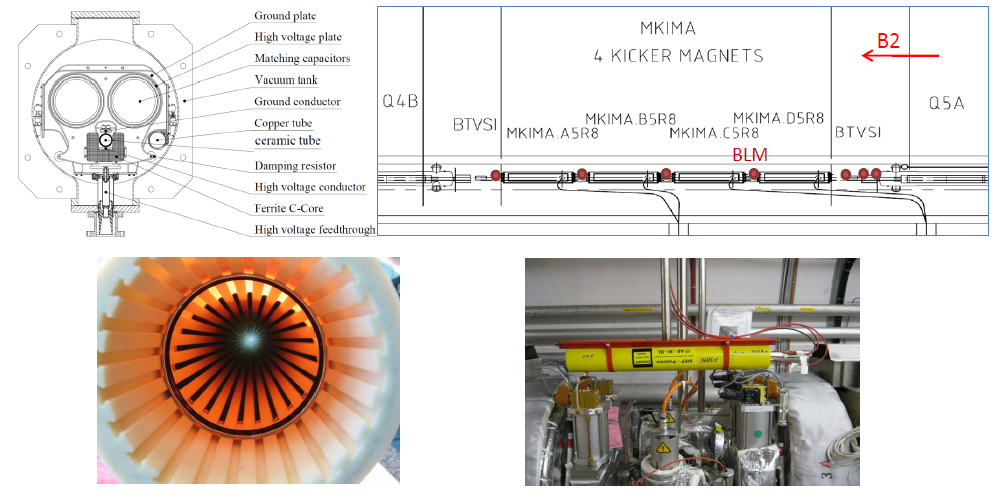 Ground plate
High voltage plate
Matching capacitors
Vacuum tank
Ground conductor
Copper tube
ceramic tube
Damping resistor
High voltage conductor
Ferrite C-Core
High voltage feedthrough
MKIMA
4 KICKER MAGNETS
B2
Q4B
Q5A
BTVSI
MKIMA.A5R8
MKIMA.B5R8
MKIMA.C5R8
MKIMA.D5R8
BTVSI
BLM
3